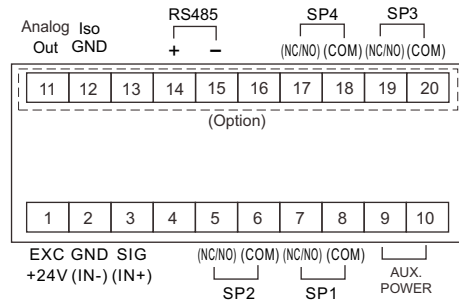 RS485 SP4 SP3
Analog Iso
Out GND + − (NC/NO) (COM) (NC/NO) (COM)
11 12 13 14 15 16 17 18 19 20
(Option)
1 2 3 4 5 6 7 8 9 10
EXC GND SIG (NC/NO) (COM) (NC/NO) (COM)
+24V (IN-) (IN+) AUX.
SP2 SP1 POWER